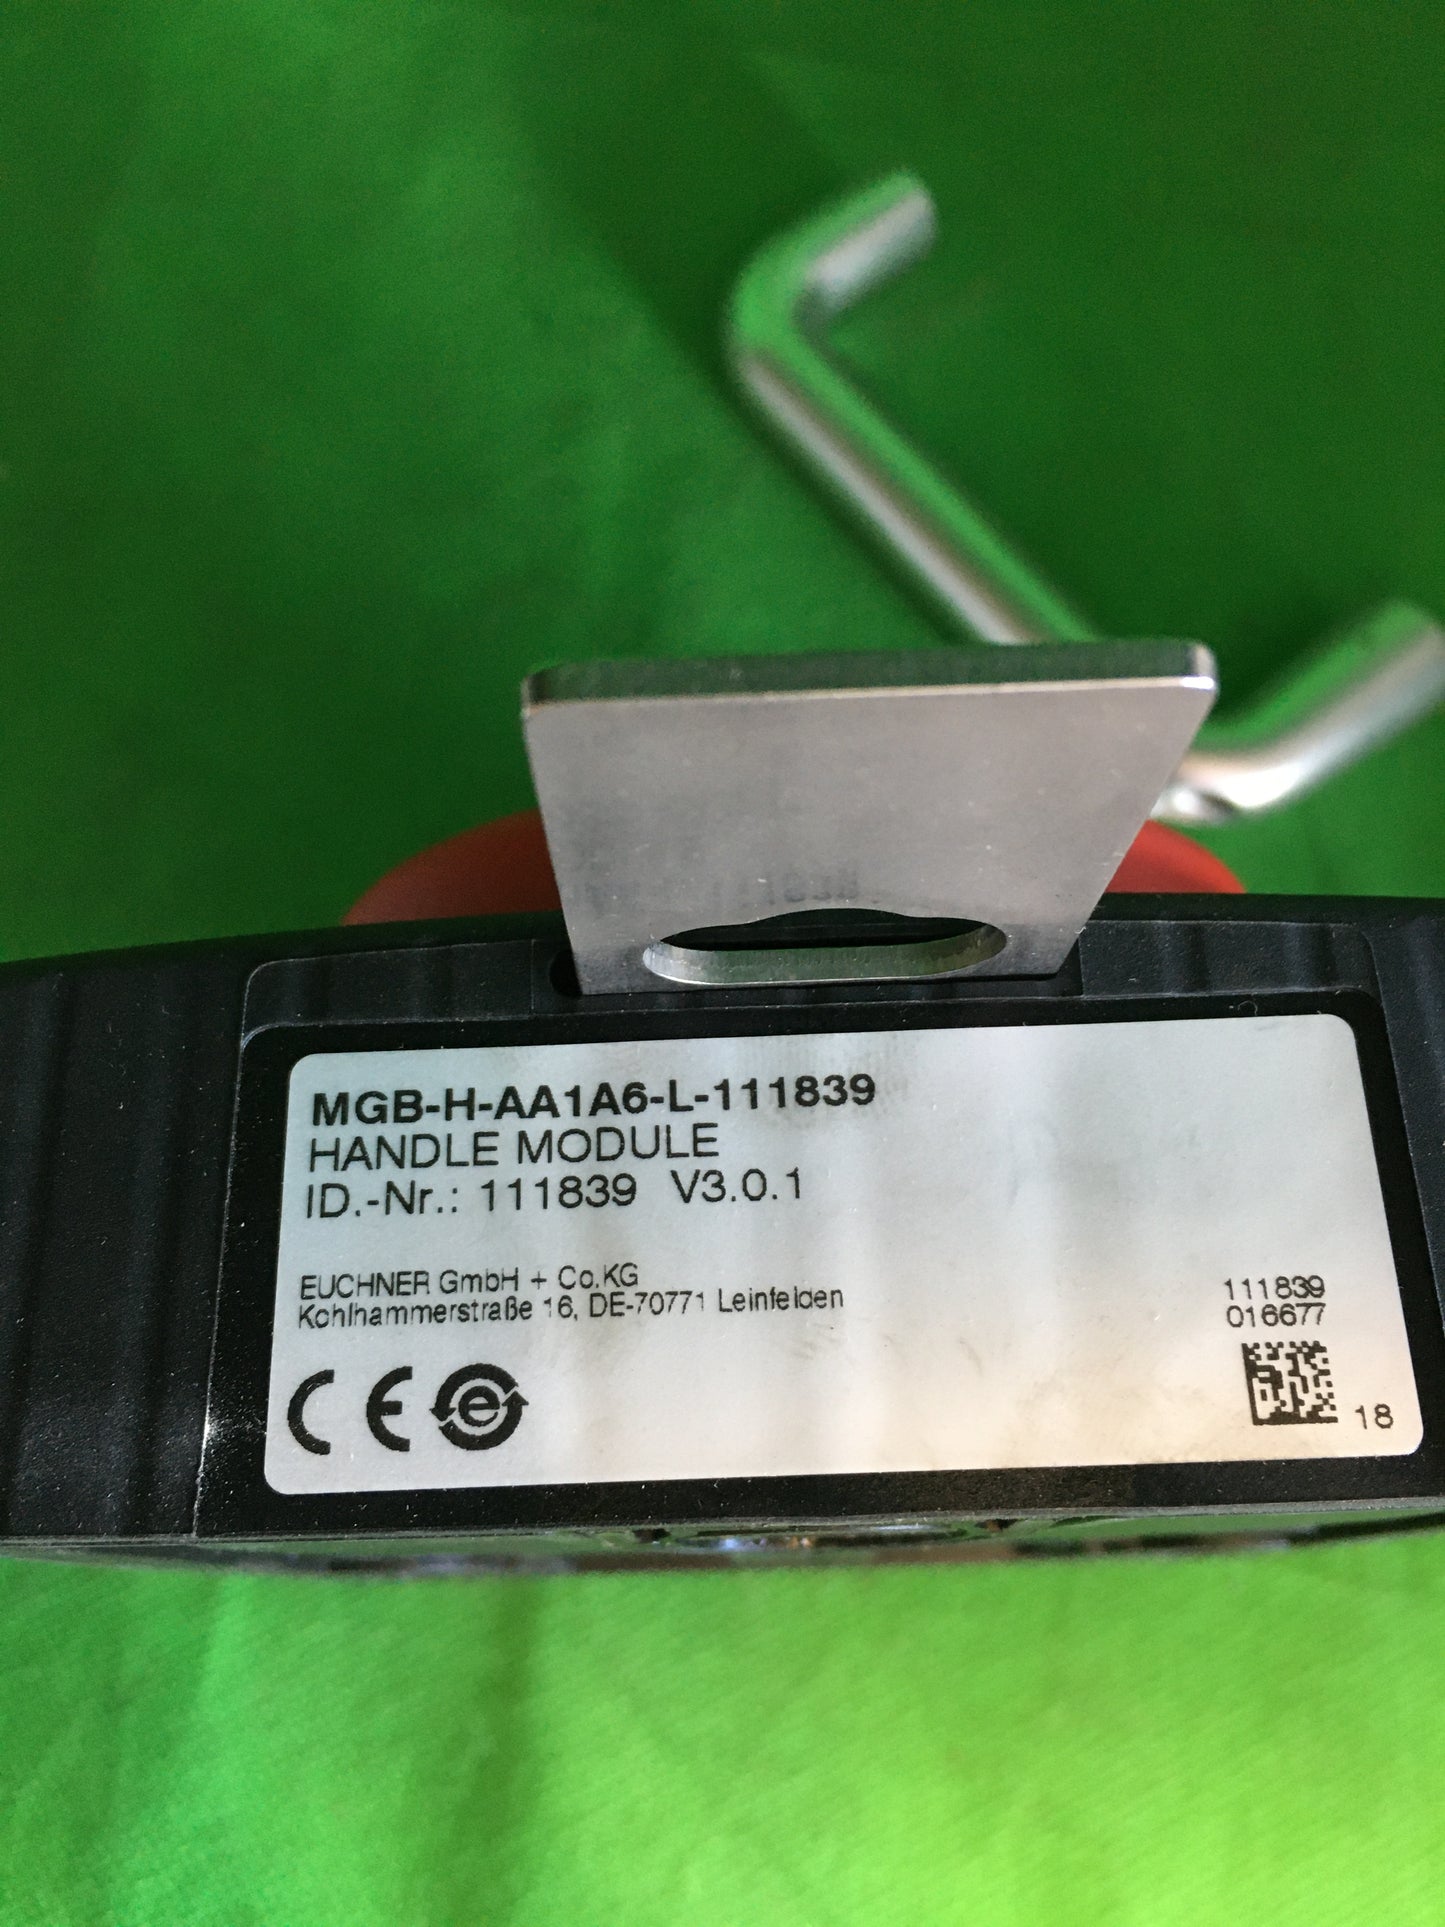 MGB-H-AA1A6-L-111839
HANDLE MODULE
ID.-Nr.: 111839 V3.0.1
EUCHNER GmbH + Co.KG
Kohlhammerstraße 16, DE-70771 Leinfelden
111839
016677
18
CE
e